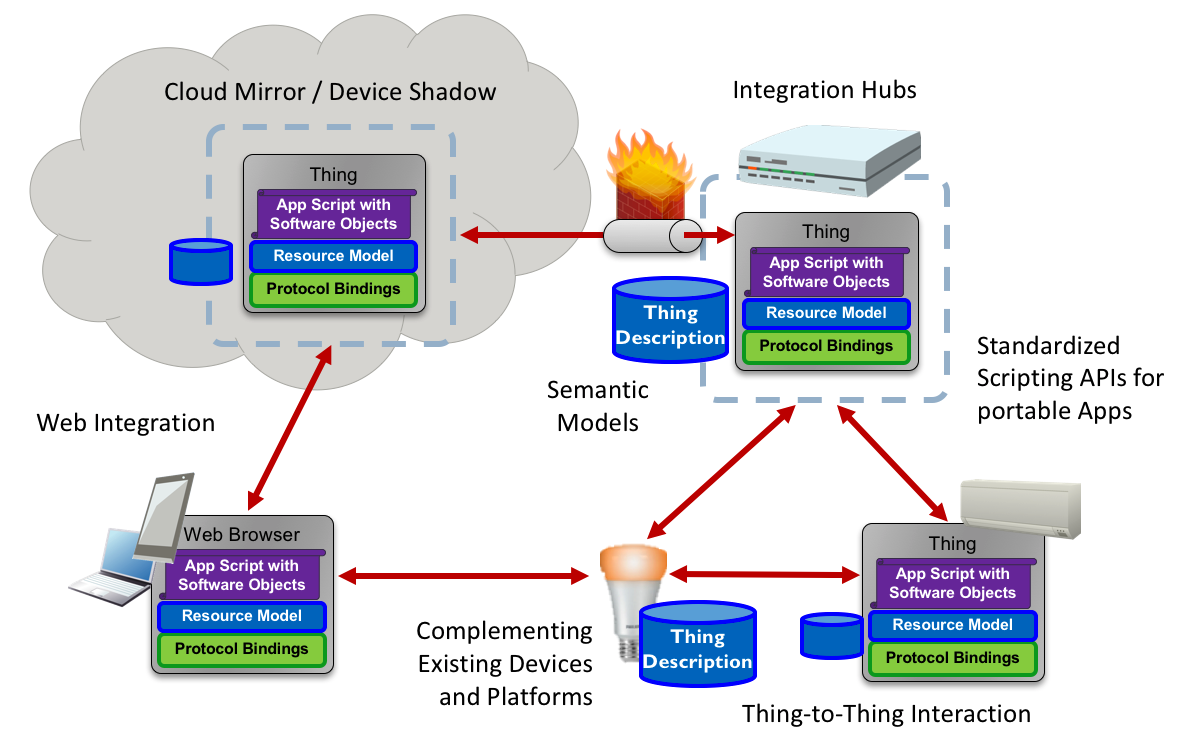 Cloud Mirror / Device Shadow
Thing
App Script with
Software Objects
Resource Model
Protocol Bindings
Integration Hubs
Thing
App Script with
Software Objects
Resource Model
Protocol Bindings
Thing
Description
Semantic
Models
Standardized
Scripting APIs for
portable Apps
Web Integration
Web Browser
App Script with
Software Objects
Resource Model
Protocol Bindings
Complementing
Existing Devices
and Platforms
Thing
Description
Thing
App Script with
Software Objects
Resource Model
Protocol Bindings
Thing-to-Thing Interaction